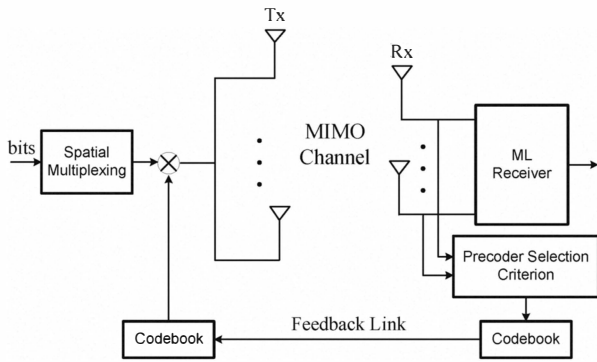 Tx
Rx
bits
Spatial
Multiplexing
MIMO
Channel
ML
Receiver
Precoder Selection
Criterion
Feedback Link
Codebook
Codebook